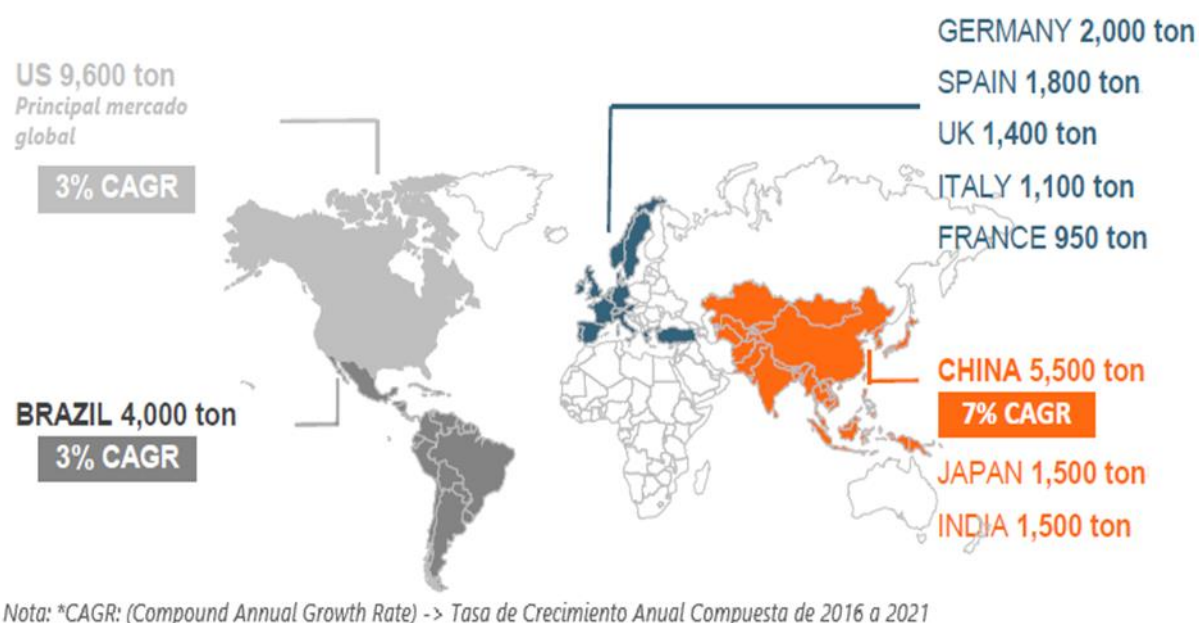 US 9,600 ton
Principal mercado
global
3% CAGR
BRAZIL 4,000 ton
3% CAGR
GERMANY 2,000 ton
SPAIN 1,800 ton
UK 1,400 ton
ITALY 1,100 ton
FRANCE 950 ton
CHINA 5,500 ton
7% CAGR
JAPAN 1,500 ton
INDIA 1,500 ton
Nota: *CAGR: (Compound Annual Growth Rate) -> Tasa de Crecimiento Anual Compuesta de 2016 a 2021